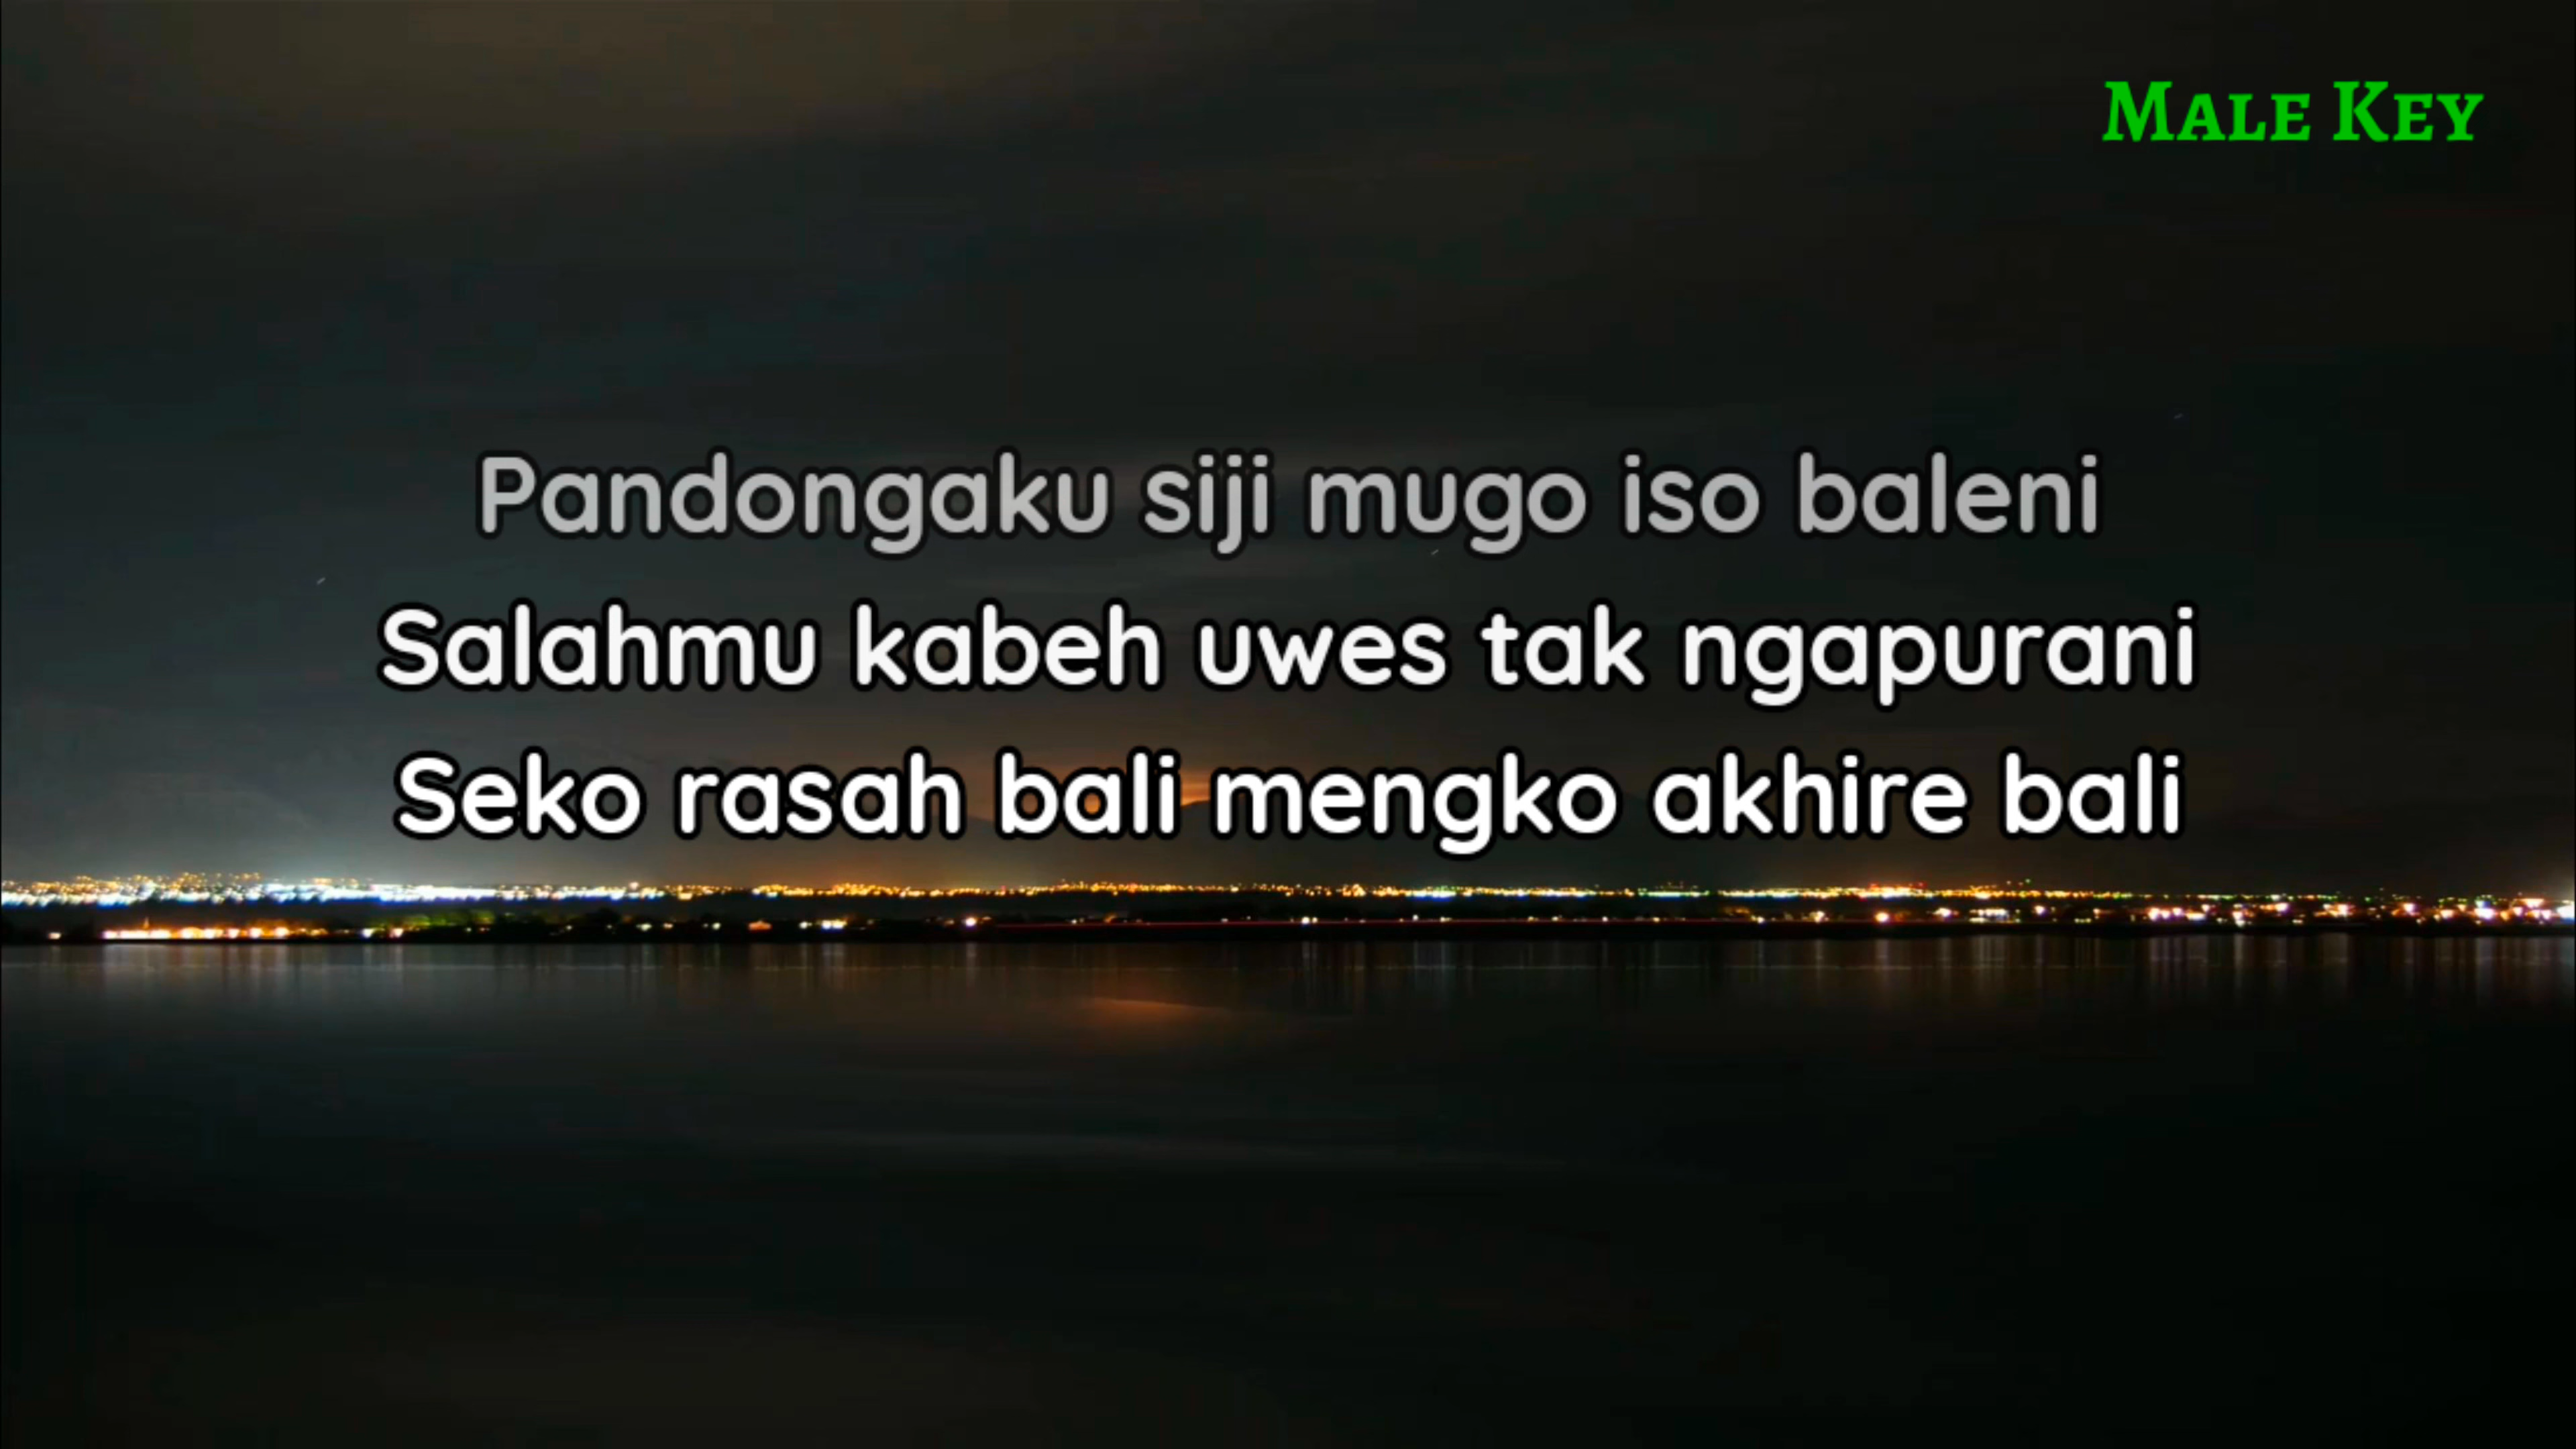 Male Key
Pandongaku siji mugo iso baleni
Salahmu kabeh uwes tak ngapurani
Seko rasah bali mengko akhire bali